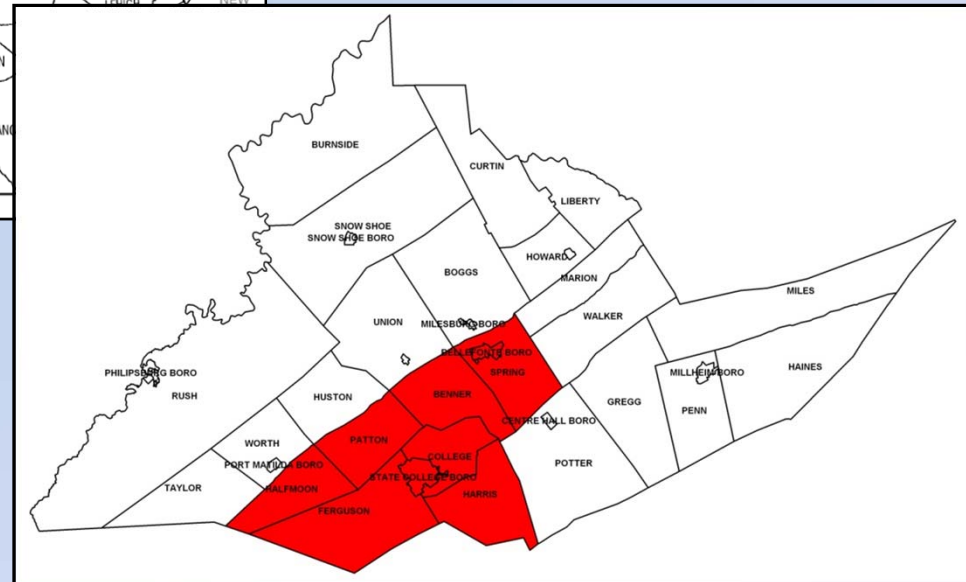 NEW
BURNSIDE
CURTIN
LIBERTY
SNOW SHOE
SNOW SHOE BORO
HOWARD
BOGGS
MARION
MILES
UNION
MILESBURG BORO
WALKER
BELLEFONTE BORO
SPRING
PHILIPSBURG BORO
RUSH
HUSTON
BENNER
MILLHEIM BORO
HAINES
GREGG
PENN
CENTRE HALL BORO
WORTH
PATTON
PORT MATILDA BORO
COLLEGE
POTTER
STATE COLLEGE BORO
TAYLOR
HALFMOON
HARRIS
FERGUSON